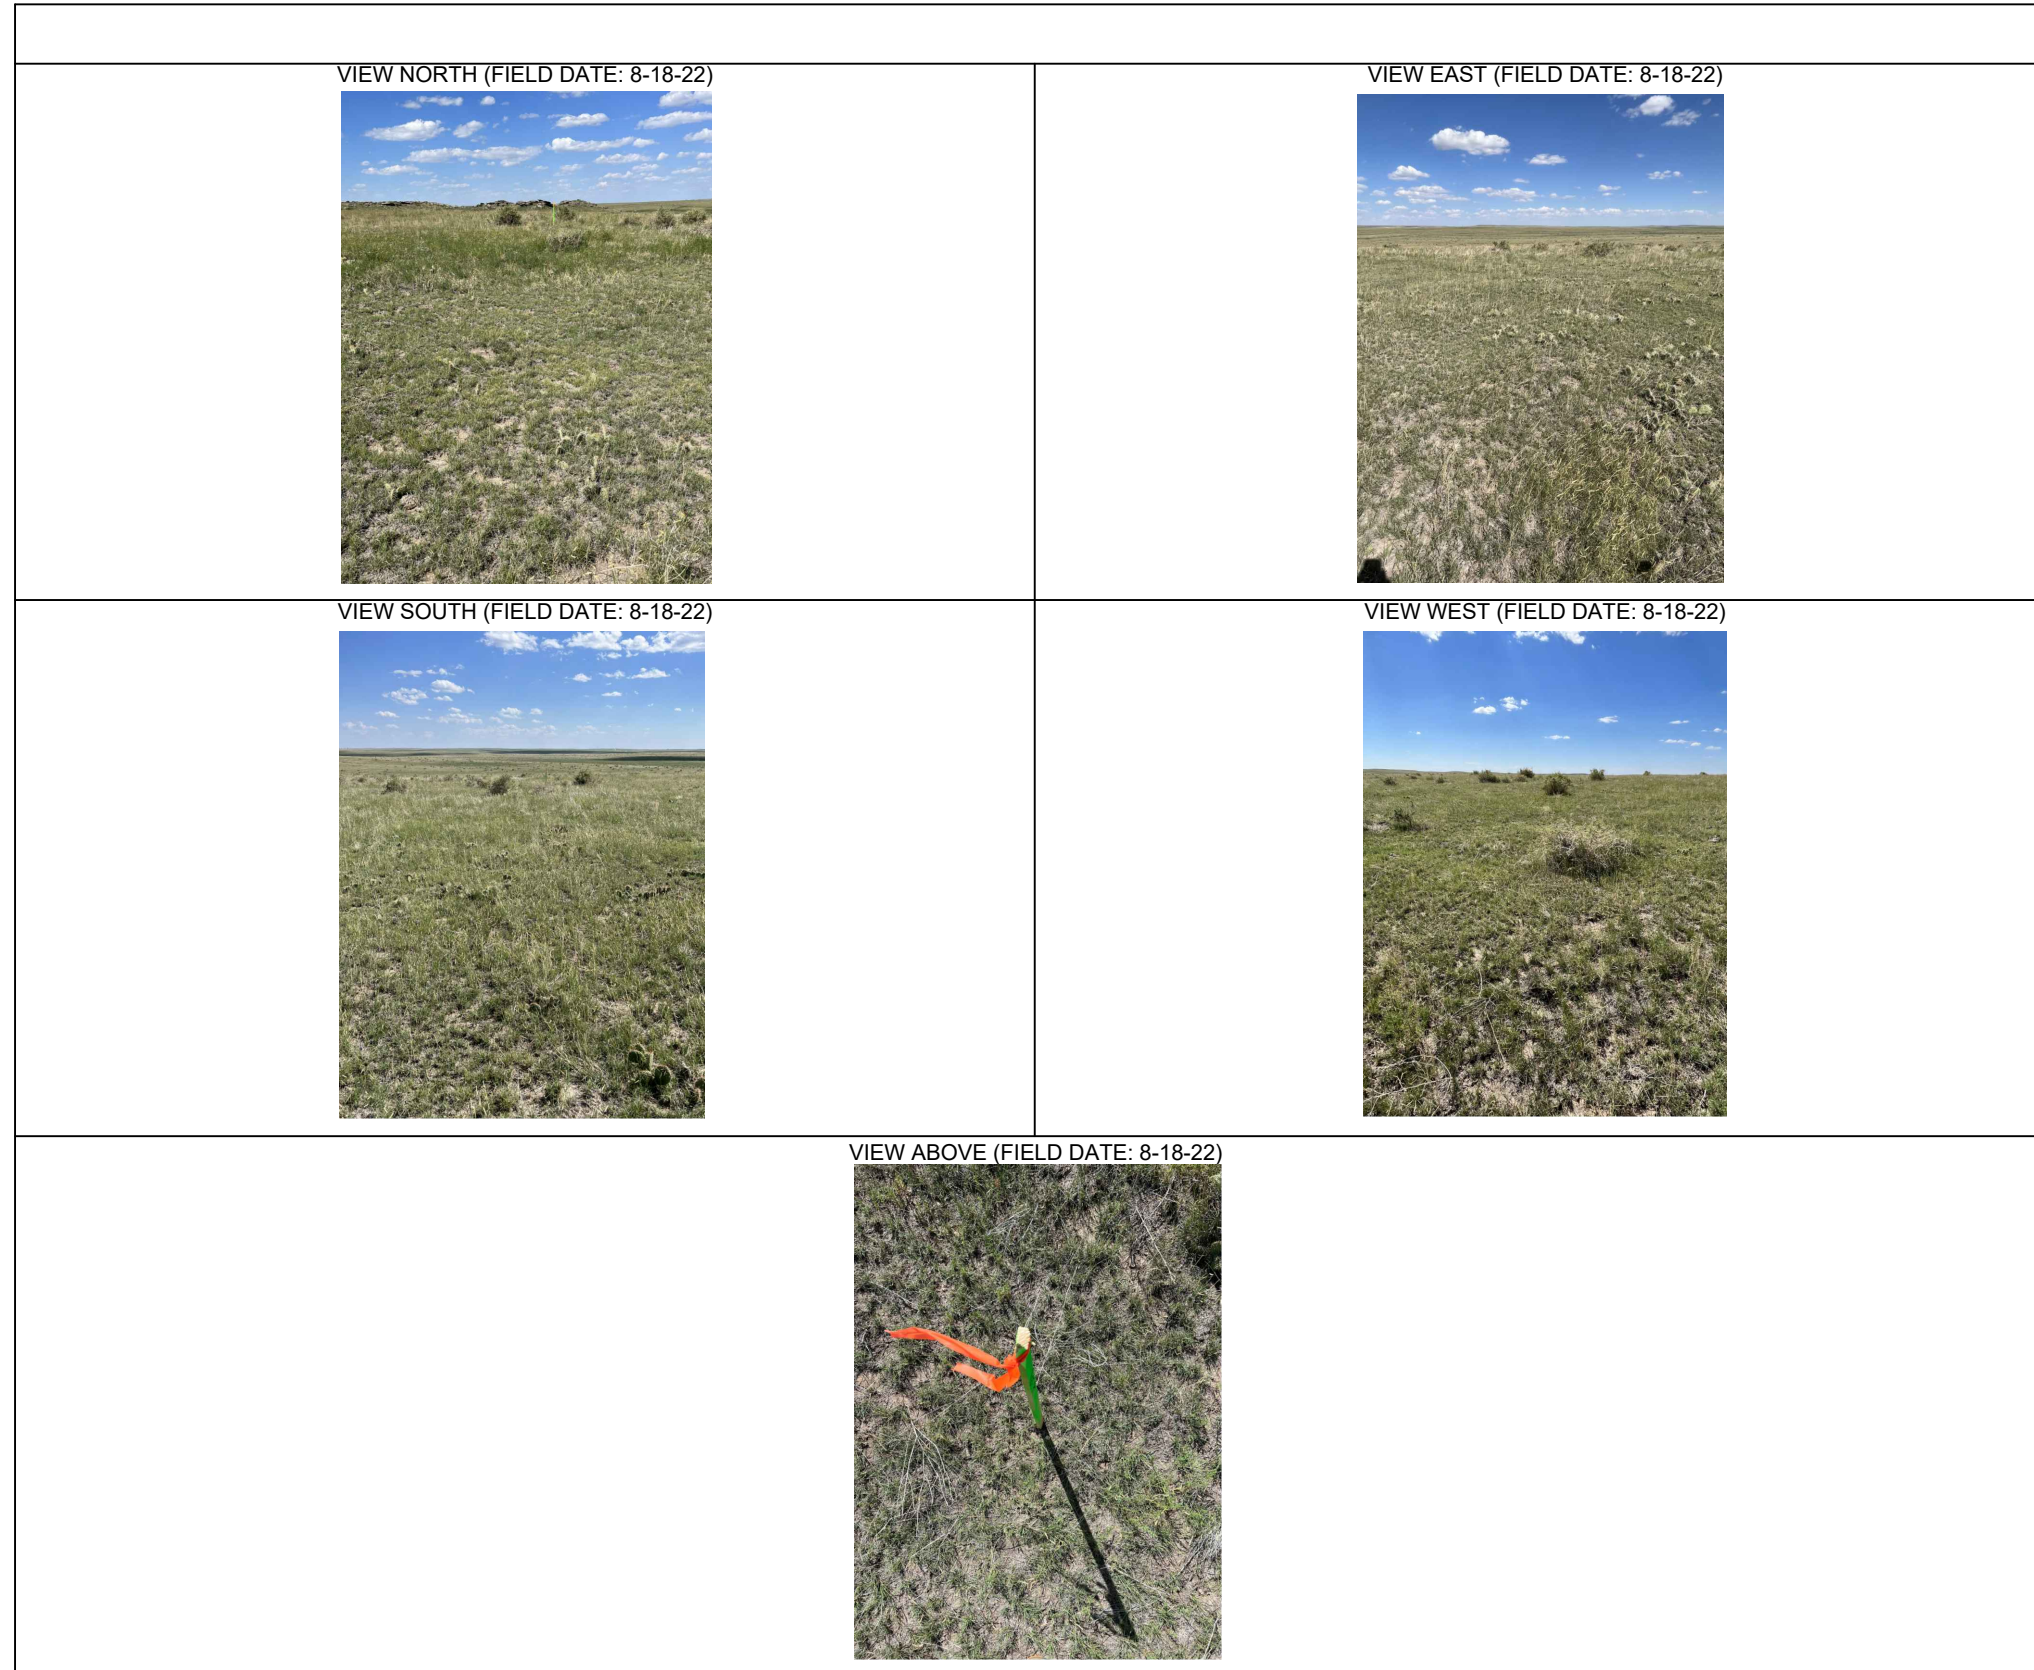 VIEW NORTH (FIELD DATE: 8-18-22)
VIEW EAST (FIELD DATE: 8-18-22)
VIEW SOUTH (FIELD DATE: 8-18-22)
VIEW WEST (FIELD DATE: 8-18-22)
VIEW ABOVE (FIELD DATE: 8-18-22)